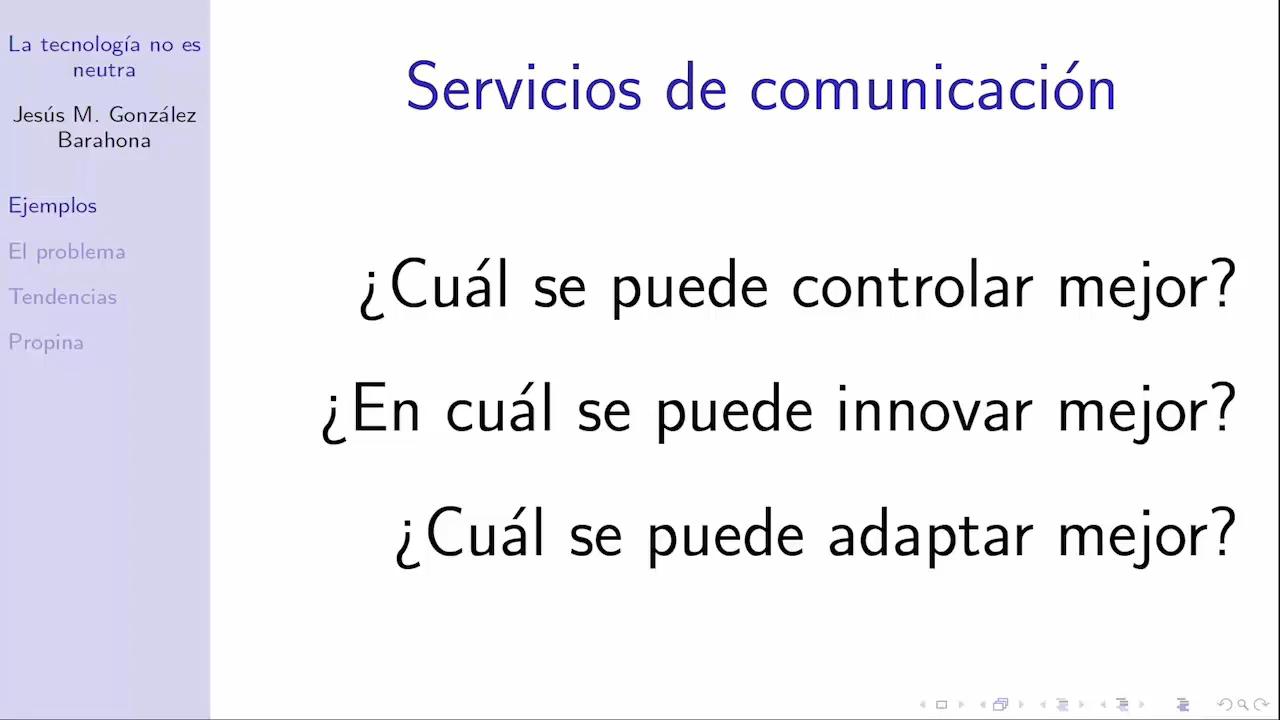 La tecnología no es
neutra
Jesús M. González
Barahona
Ejemplos
El problema
Tendencias
Propina
Servicios de comunicación
¿Cuál se puede controlar mejor?
¿En cuál se puede innovar mejor?
¿Cuál se puede adaptar mejor?